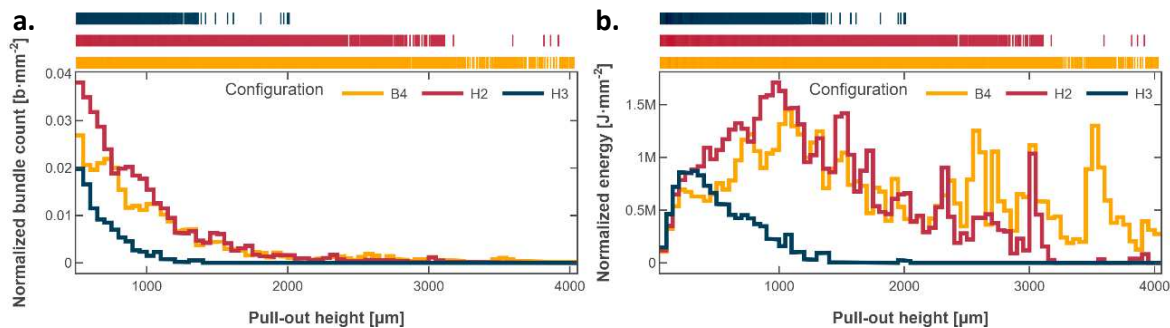 a.
Normalized bundle count [b·mm⁻²]
0.04
0.03
0.02
0.01
0
Configuration B4 H2 H3
1000 2000 3000 4000
Pull-out height [µm]
b.
Normalized energy [J·mm⁻²]
1.5M
1M
0.5M
0
Configuration B4 H2 H3
1000 2000 3000 4000
Pull-out height [µm]